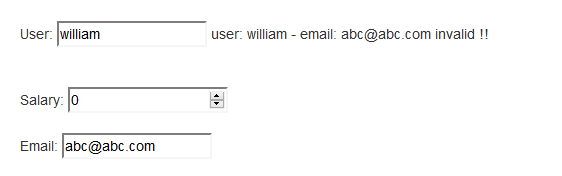 User: william user: william - email: abc@abc.com invalid !!
Salary: 0
Email: abc@abc.com